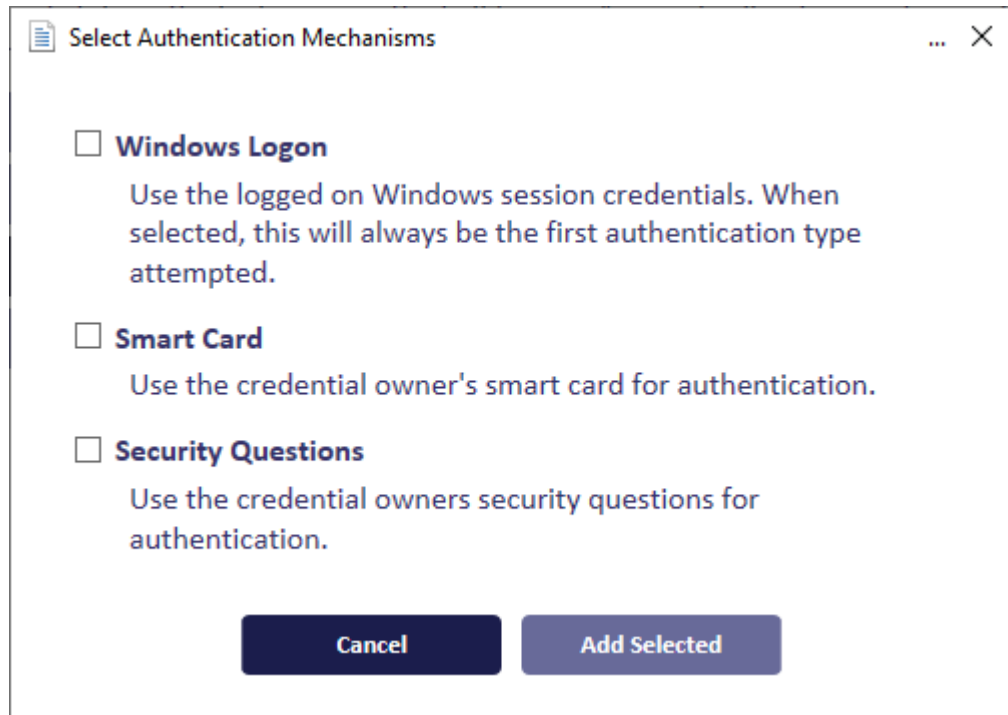 Select Authentication Mechanisms
...
Windows Logon
Use the logged on Windows session credentials. When
selected, this will always be the first authentication type
attempted.
Smart Card
Use the credential owner's smart card for authentication.
Security Questions
Use the credential owners security questions for
authentication.
Cancel
Add Selected